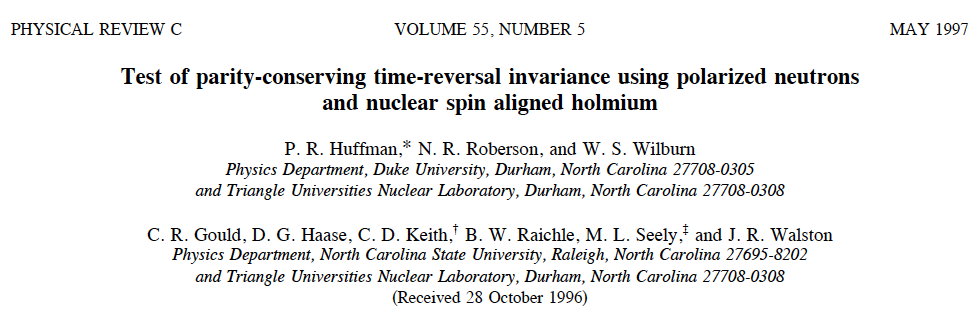 PHYSICAL REVIEW C VOLUME 55, NUMBER 5 MAY 1997
Test of parity-conserving time-reversal invariance using polarized neutrons
and nuclear spin aligned holmium
P. R. Huffman,* N. R. Roberson, and W. S. Wilburn
Physics Department, Duke University, Durham, North Carolina 27708-0305
and Triangle Universities Nuclear Laboratory, Durham, North Carolina 27708-0308
C. R. Gould, D. G. Haase, C. D. Keith,† B. W. Raichle, M. L. Seely,‡ and J. R. Walston
Physics Department, North Carolina State University, Raleigh, North Carolina 27695-8202
and Triangle Universities Nuclear Laboratory, Durham, North Carolina 27708-0308
(Received 28 October 1996)